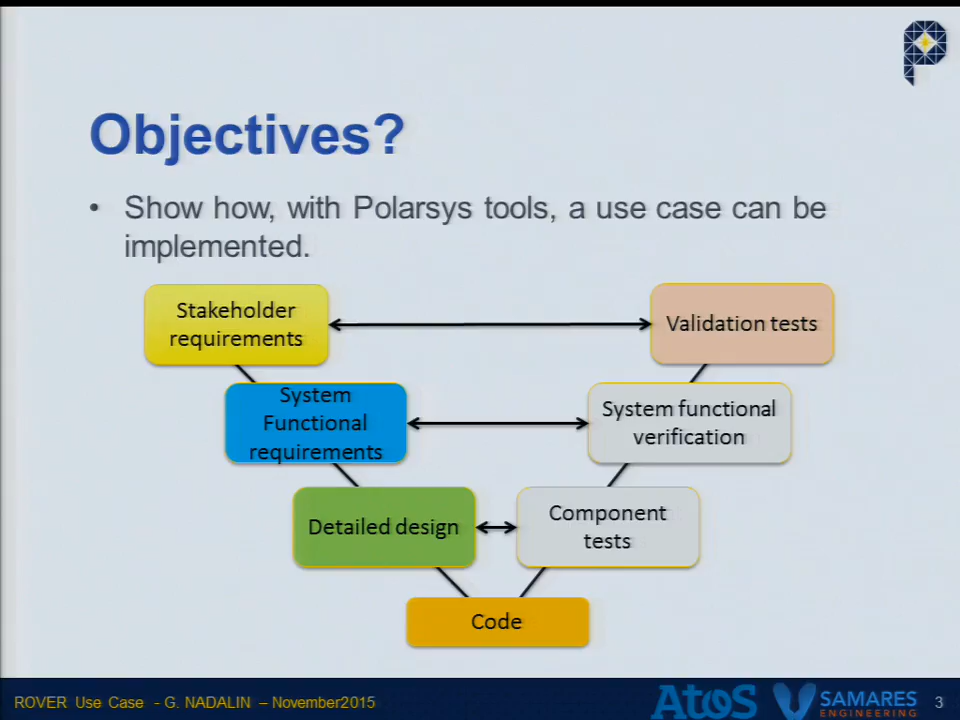 Objectives?
• Show how, with Polarsys tools, a use case can be
implemented.
Stakeholder
requirements
Validation tests
System
Functional
requirements
System functional
verification
Detailed design
Component
tests
Code
ROVER Use Case - G. NADALIN – November2015
Atos
SAMARES
ENGINEERING
3